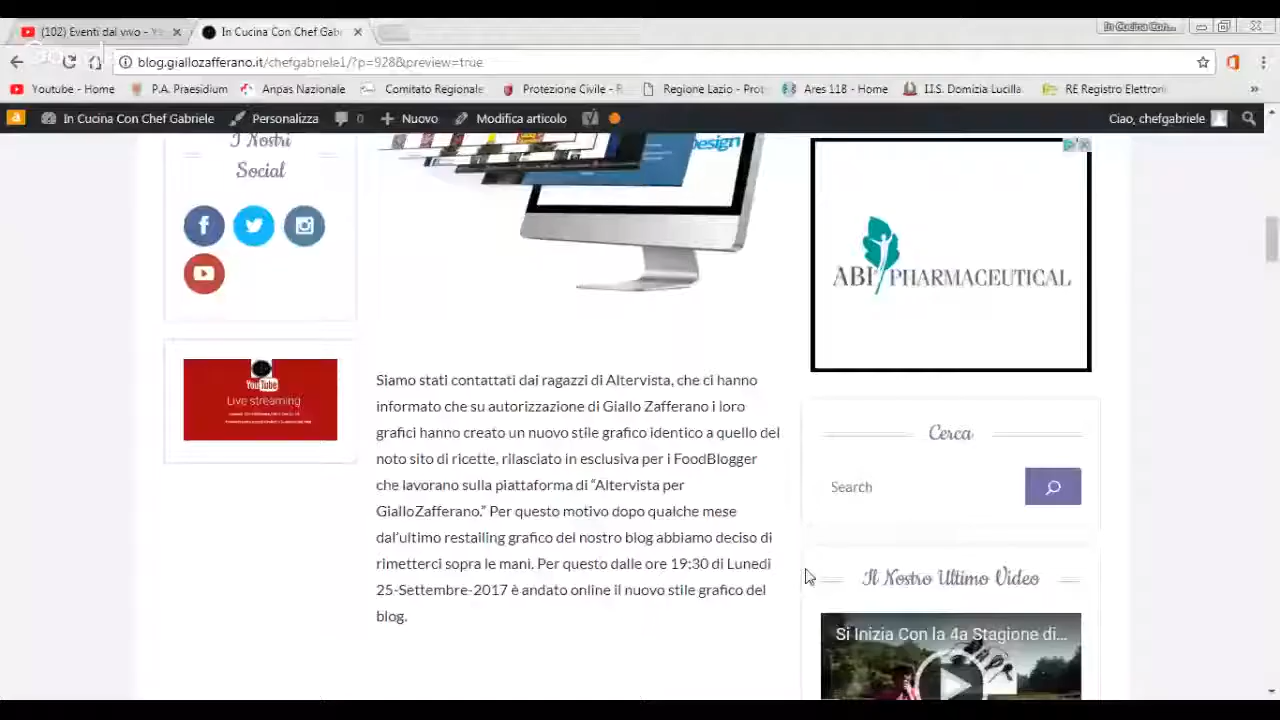 (102) Eventi dal vivo - Yo
In Cucina Con Chef Gabr
In Cucina Con...
blog.giallozafferano.it/chefgabriele1/?p=928&preview=true
Youtube - Home
P.A. Praesidium
Anpas Nazionale
Comitato Regionale
Protezione Civile - R
Regione Lazio - Prot
Ares 118 - Home
I.I.S. Domizia Lucilla
RE Registro Elettroni
In Cucina Con Chef Gabriele
Personalizza
0
Nuovo
Modifica articolo
Ciao, chefgabriele
I Nostri
Social
YouTube
Live streaming
Design
Siamo stati contattati dai ragazzi di Altervista, che ci hanno
informato che su autorizzazione di Giallo Zafferano i loro
grafici hanno creato un nuovo stile grafico identico a quello del
noto sito di ricette, rilasciato in esclusiva per i FoodBlogger
che lavorano sulla piattaforma di “Altervista per
GialloZafferano.” Per questo motivo dopo qualche mese
dal’ultimo restailing grafico del nostro blog abbiamo deciso di
rimetterci sopra le mani. Per questo dalle ore 19:30 di Lunedi
25-Settembre-2017 è andato online il nuovo stile grafico del
blog.
ABI PHARMACEUTICAL
Cerca
Search
Il Nostro Ultimo Video
Si Inizia Con la 4a Stagione di...